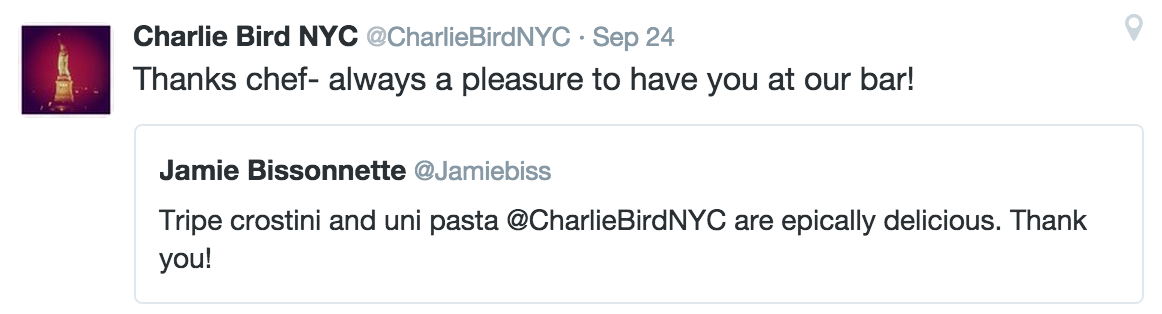 Charlie Bird NYC @CharlieBirdNYC · Sep 24
Thanks chef- always a pleasure to have you at our bar!
Jamie Bissonnette @Jamiebiss
Tripe crostini and uni pasta @CharlieBirdNYC are epically delicious. Thank
you!